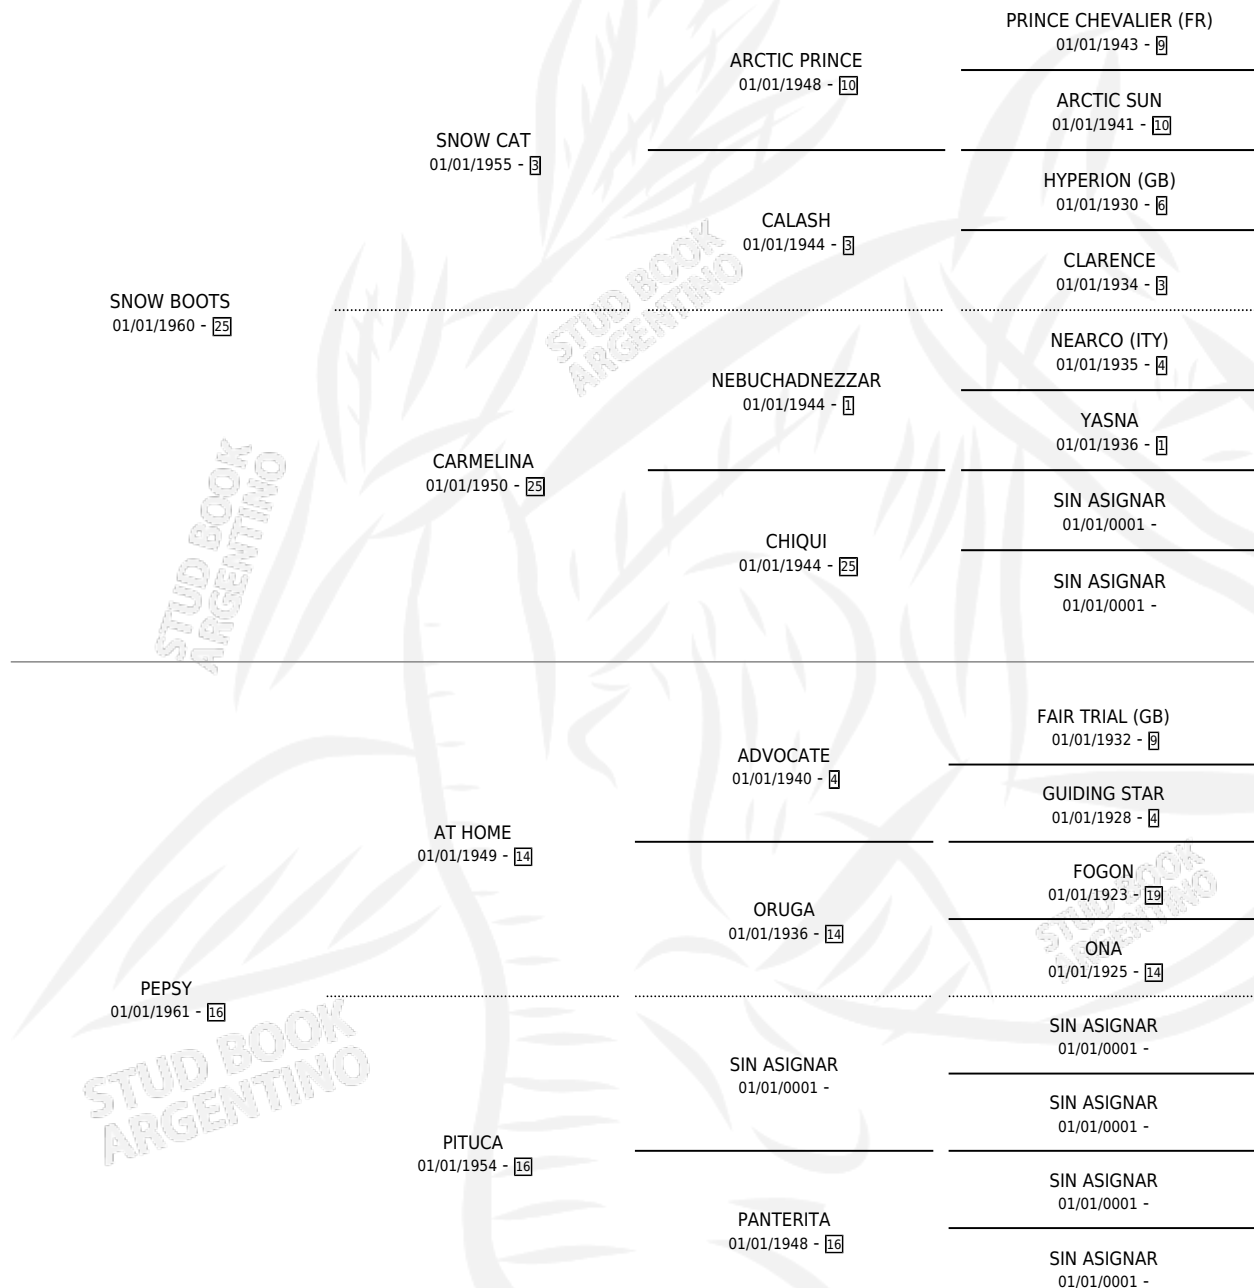 PRINCE CHEVALIER (FR)
01/01/1943 - 9
ARCTIC PRINCE
01/01/1948 - 10
ARCTIC SUN
01/01/1941 - 10
SNOW CAT
01/01/1955 - 3
HYPERION (GB)
01/01/1930 - 6
CALASH
01/01/1944 - 3
CLARENCE
01/01/1934 - 3
SNOW BOOTS
01/01/1960 - 25
STUD BOOK
ARGENTINO
NEARCO (ITY)
01/01/1935 - 4
NEBUCHADNEZZAR
01/01/1944 - 1
YASNA
01/01/1936 - 1
CARMELINA
01/01/1950 - 25
SIN ASIGNAR
01/01/0001 -
CHIQUI
01/01/1944 - 25
SIN ASIGNAR
01/01/0001 -
STUD BOOK
ARGENTINO
FAIR TRIAL (GB)
01/01/1932 - 9
ADVOCATE
01/01/1940 - 4
GUIDING STAR
01/01/1928 - 4
AT HOME
01/01/1949 - 14
FOGON
01/01/1923 - 19
ORUGA
01/01/1936 - 14
STUD BOOK
ARGENTINO
ONA
01/01/1925 - 14
PEPSY
01/01/1961 - 16
SIN ASIGNAR
01/01/0001 -
SIN ASIGNAR
01/01/0001 -
STUD BOOK
ARGENTINO
SIN ASIGNAR
01/01/0001 -
PITUCA
01/01/1954 - 16
SIN ASIGNAR
01/01/0001 -
PANTERITA
01/01/1948 - 16
SIN ASIGNAR
01/01/0001 -